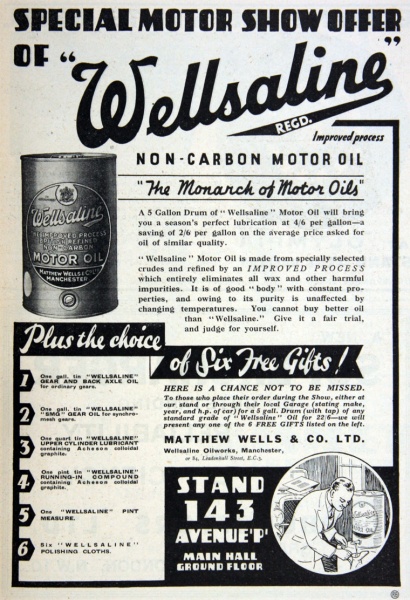 SPECIAL MOTOR SHOW OFFER
OF "Wellsaline"
REGD.
Improved process
NON-CARBON MOTOR OIL
"The Monarch of Motor Oils"
Wellsaline
IMPROVED PROCESS
NON-CARBON
MOTOR OIL
MATTHEW WELLS & CO LTD
MANCHESTER
A 5 Gallon Drum of "Wellsaline" Motor Oil will bring
you a season's perfect lubrication at 4/6 per gallon—a
saving of 2/6 per gallon on the average price asked for
oil of similar quality.
"Wellsaline" Motor Oil is made from specially selected
crudes and refined by an IMPROVED PROCESS
which entirely eliminates all wax and other harmful
impurities. It is of good "body" with constant pro-
perties, and owing to its purity is unaffected by
changing temperatures. You cannot buy better oil
than "Wellsaline." Give it a fair trial,
and judge for yourself.
Plus the choice
of Six Free Gifts!
1 One gall. tin "WELLSALINE"
GEAR AND BACK AXLE OIL
for ordinary gears.
2 One gall. tin "WELLSALINE"
"SMG" GEAR OIL for synchro-
mesh gears.
3 One quart tin "WELLSALINE"
UPPER CYLINDER LUBRICANT
containing Acheson colloidal
graphite.
4 One pint tin "WELLSALINE"
RUNNING-IN COMPOUND
containing Acheson colloidal
graphite.
5 One "WELLSALINE" PINT
MEASURE.
6 Six "WELLSALINE"
POLISHING CLOTHS.
HERE IS A CHANCE NOT TO BE MISSED.
To those who place their order during the Show, either at
our stand or through their local Garage (stating make,
year, and h.p. of car) for a 5 gall. Drum (with tap) of any
standard grade of "Wellsaline" Oil for 22/6—we will
present any one of the 6 FREE GIFTS listed on the left.
MATTHEW WELLS & CO. LTD.
Wellsaline Oilworks, Manchester,
or 84, Leadenhall Street, E.C.3.
STAND
143
AVENUE 'P'
MAIN HALL
GROUND FLOOR
MOTOR OIL